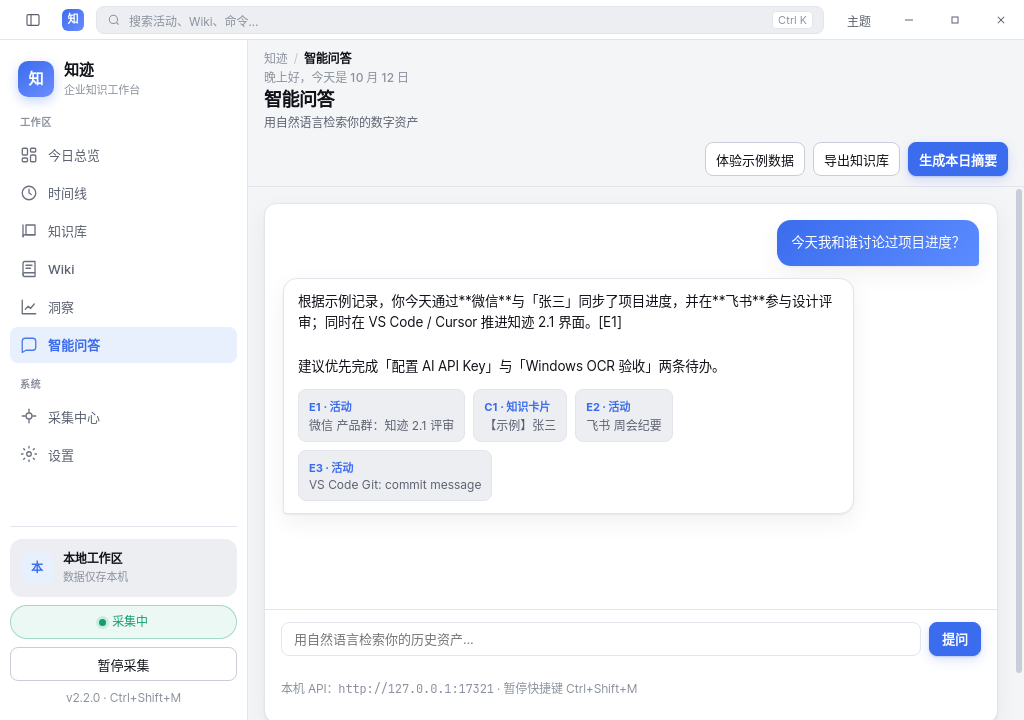 知
搜索活动、Wiki、命令...
Ctrl K
主题
知
知迹
企业知识工作台
工作区
今日总览
时间线
知识库
Wiki
洞察
智能问答
系统
采集中心
设置
本
本地工作区
数据仅存本机
采集中
暂停采集
v2.2.0 · Ctrl+Shift+M
知迹 / 智能问答
晚上好，今天是 10 月 12 日
智能问答
用自然语言检索你的数字资产
体验示例数据
导出知识库
生成本日摘要
今天我和谁讨论过项目进度？
根据示例记录，你今天通过**微信**与「张三」同步了项目进度，并在**飞书**参与设计评
审；同时在 VS Code / Cursor 推进知迹 2.1 界面。[E1]
建议优先完成「配置 AI API Key」与「Windows OCR 验收」两条待办。
E1 · 活动
微信 产品群：知迹 2.1 评审
C1 · 知识卡片
【示例】张三
E2 · 活动
飞书 周会纪要
E3 · 活动
VS Code Git: commit message
用自然语言检索你的历史资产...
提问
本机 API：http://127.0.0.1:17321 · 暂停快捷键 Ctrl+Shift+M